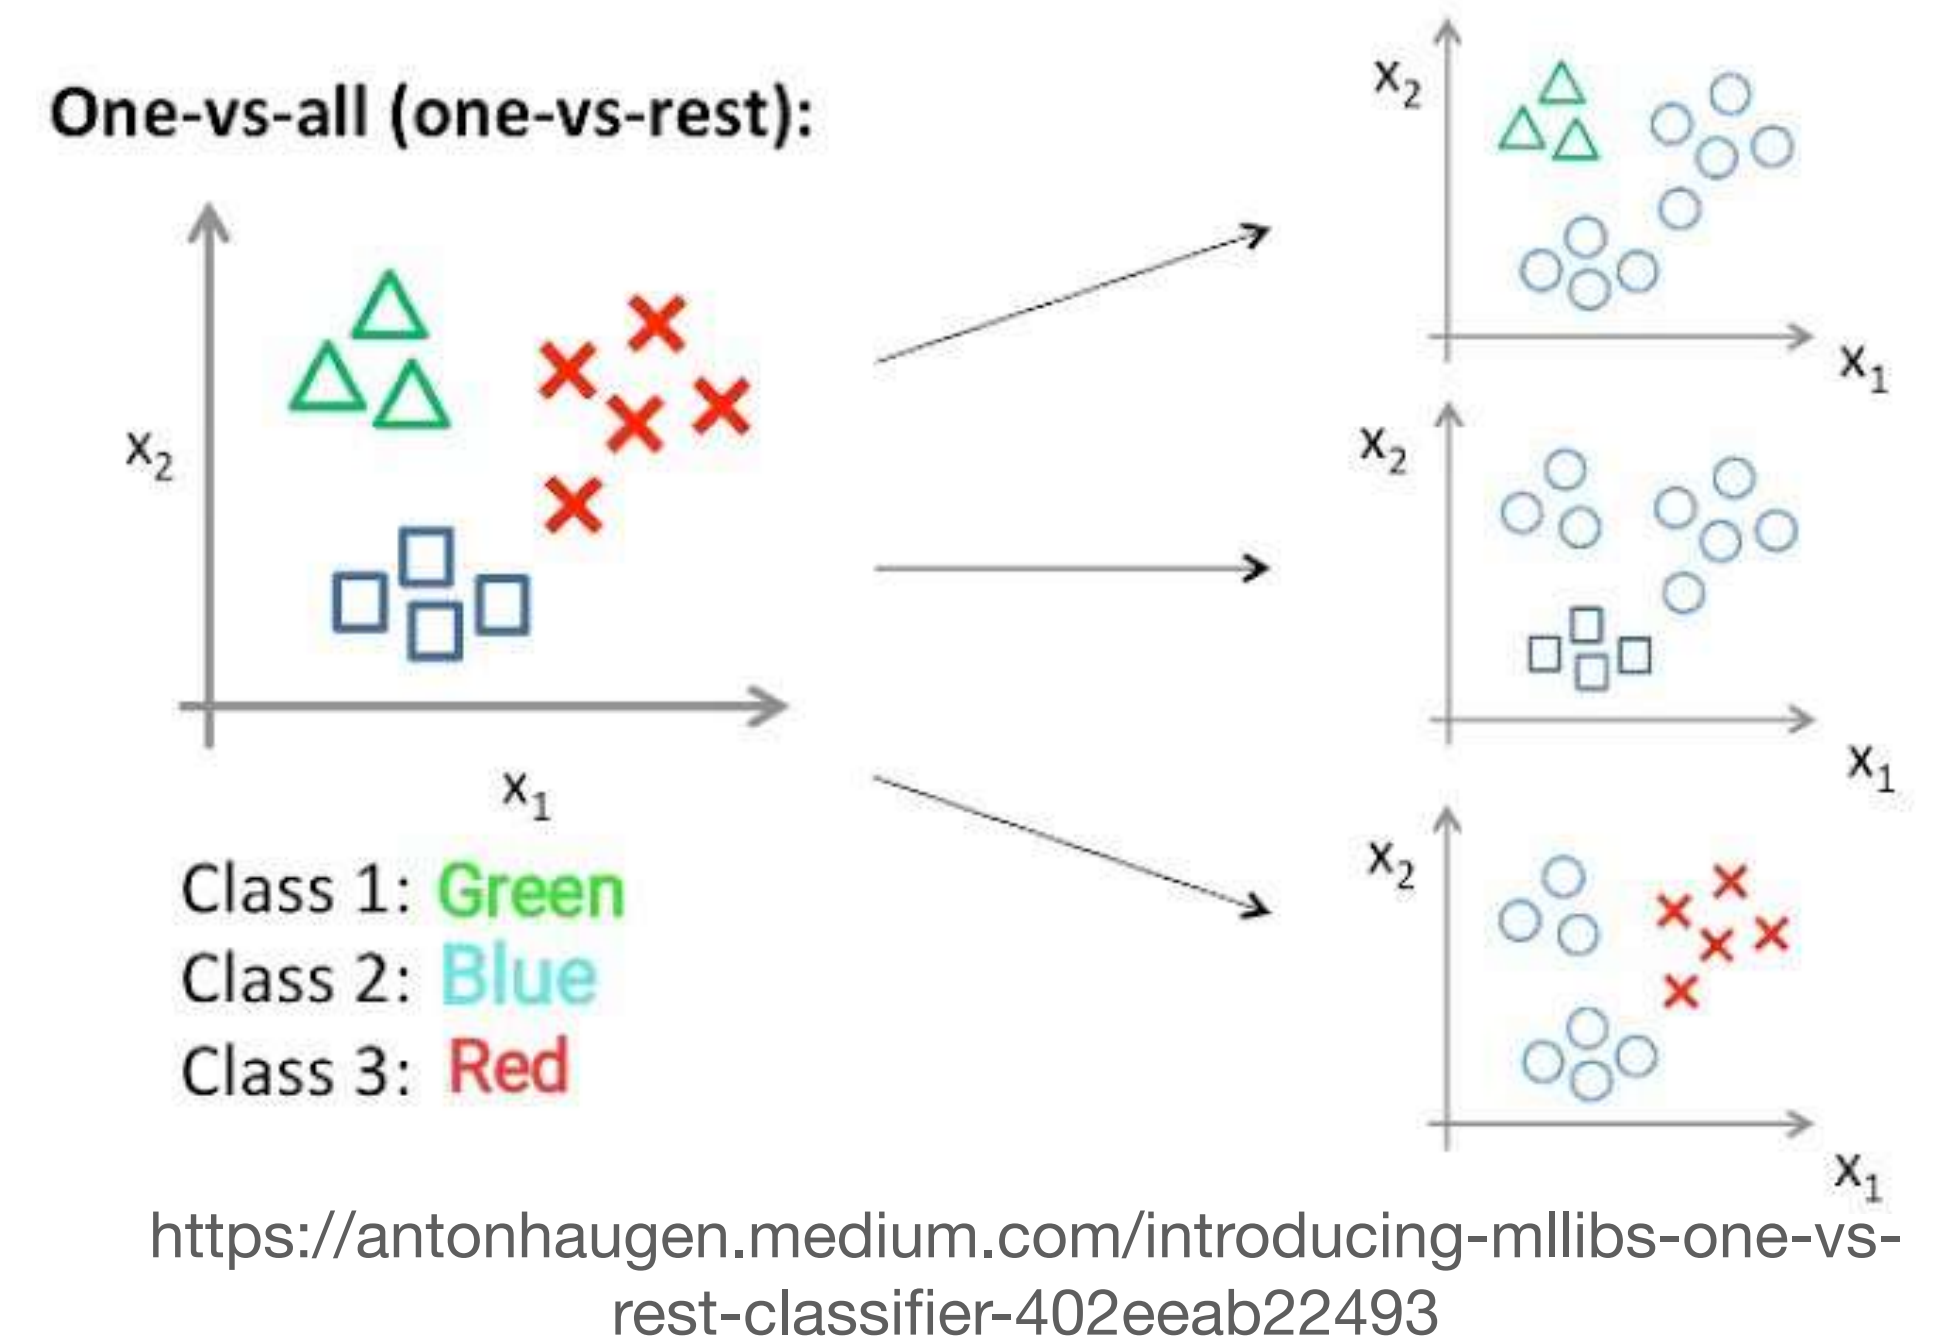 One-vs-all (one-vs-rest):
x2
x1
Class 1: Green
Class 2: Blue
Class 3: Red
x2
x1
x2
x1
x2
x1
https://antonhaugen.medium.com/introducing-mllibs-one-vs-
rest-classifier-402eeab22493